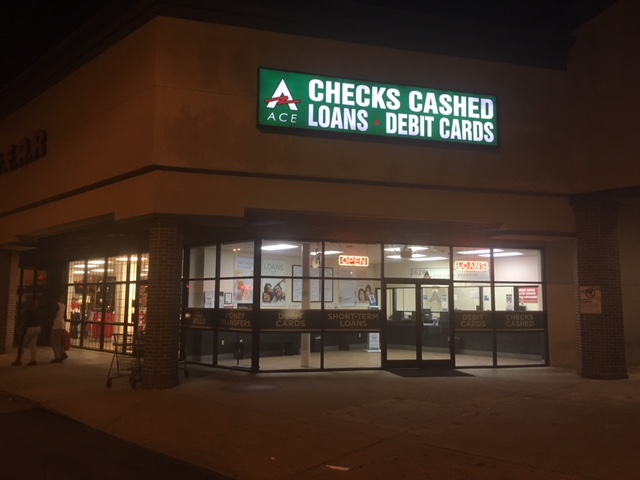 CHECKS CASHED
ACE LOANS • DEBIT CARDS
OPEN
LOANS
LOANS
MONEY TRANSFERS
DEBIT CARDS
SHORT-TERM LOANS
DEBIT CARDS
CHECKS CASHED